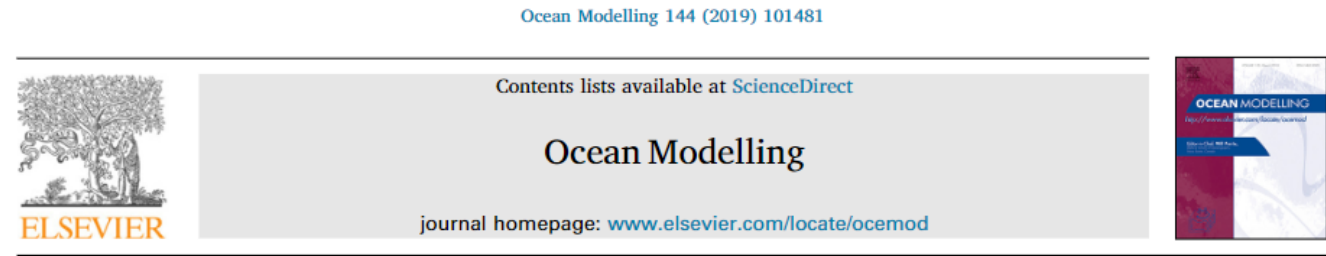 Ocean Modelling 144 (2019) 101481
Contents lists available at ScienceDirect
Ocean Modelling
journal homepage: www.elsevier.com/locate/ocemod
ELSEVIER
OCEAN MODELLING